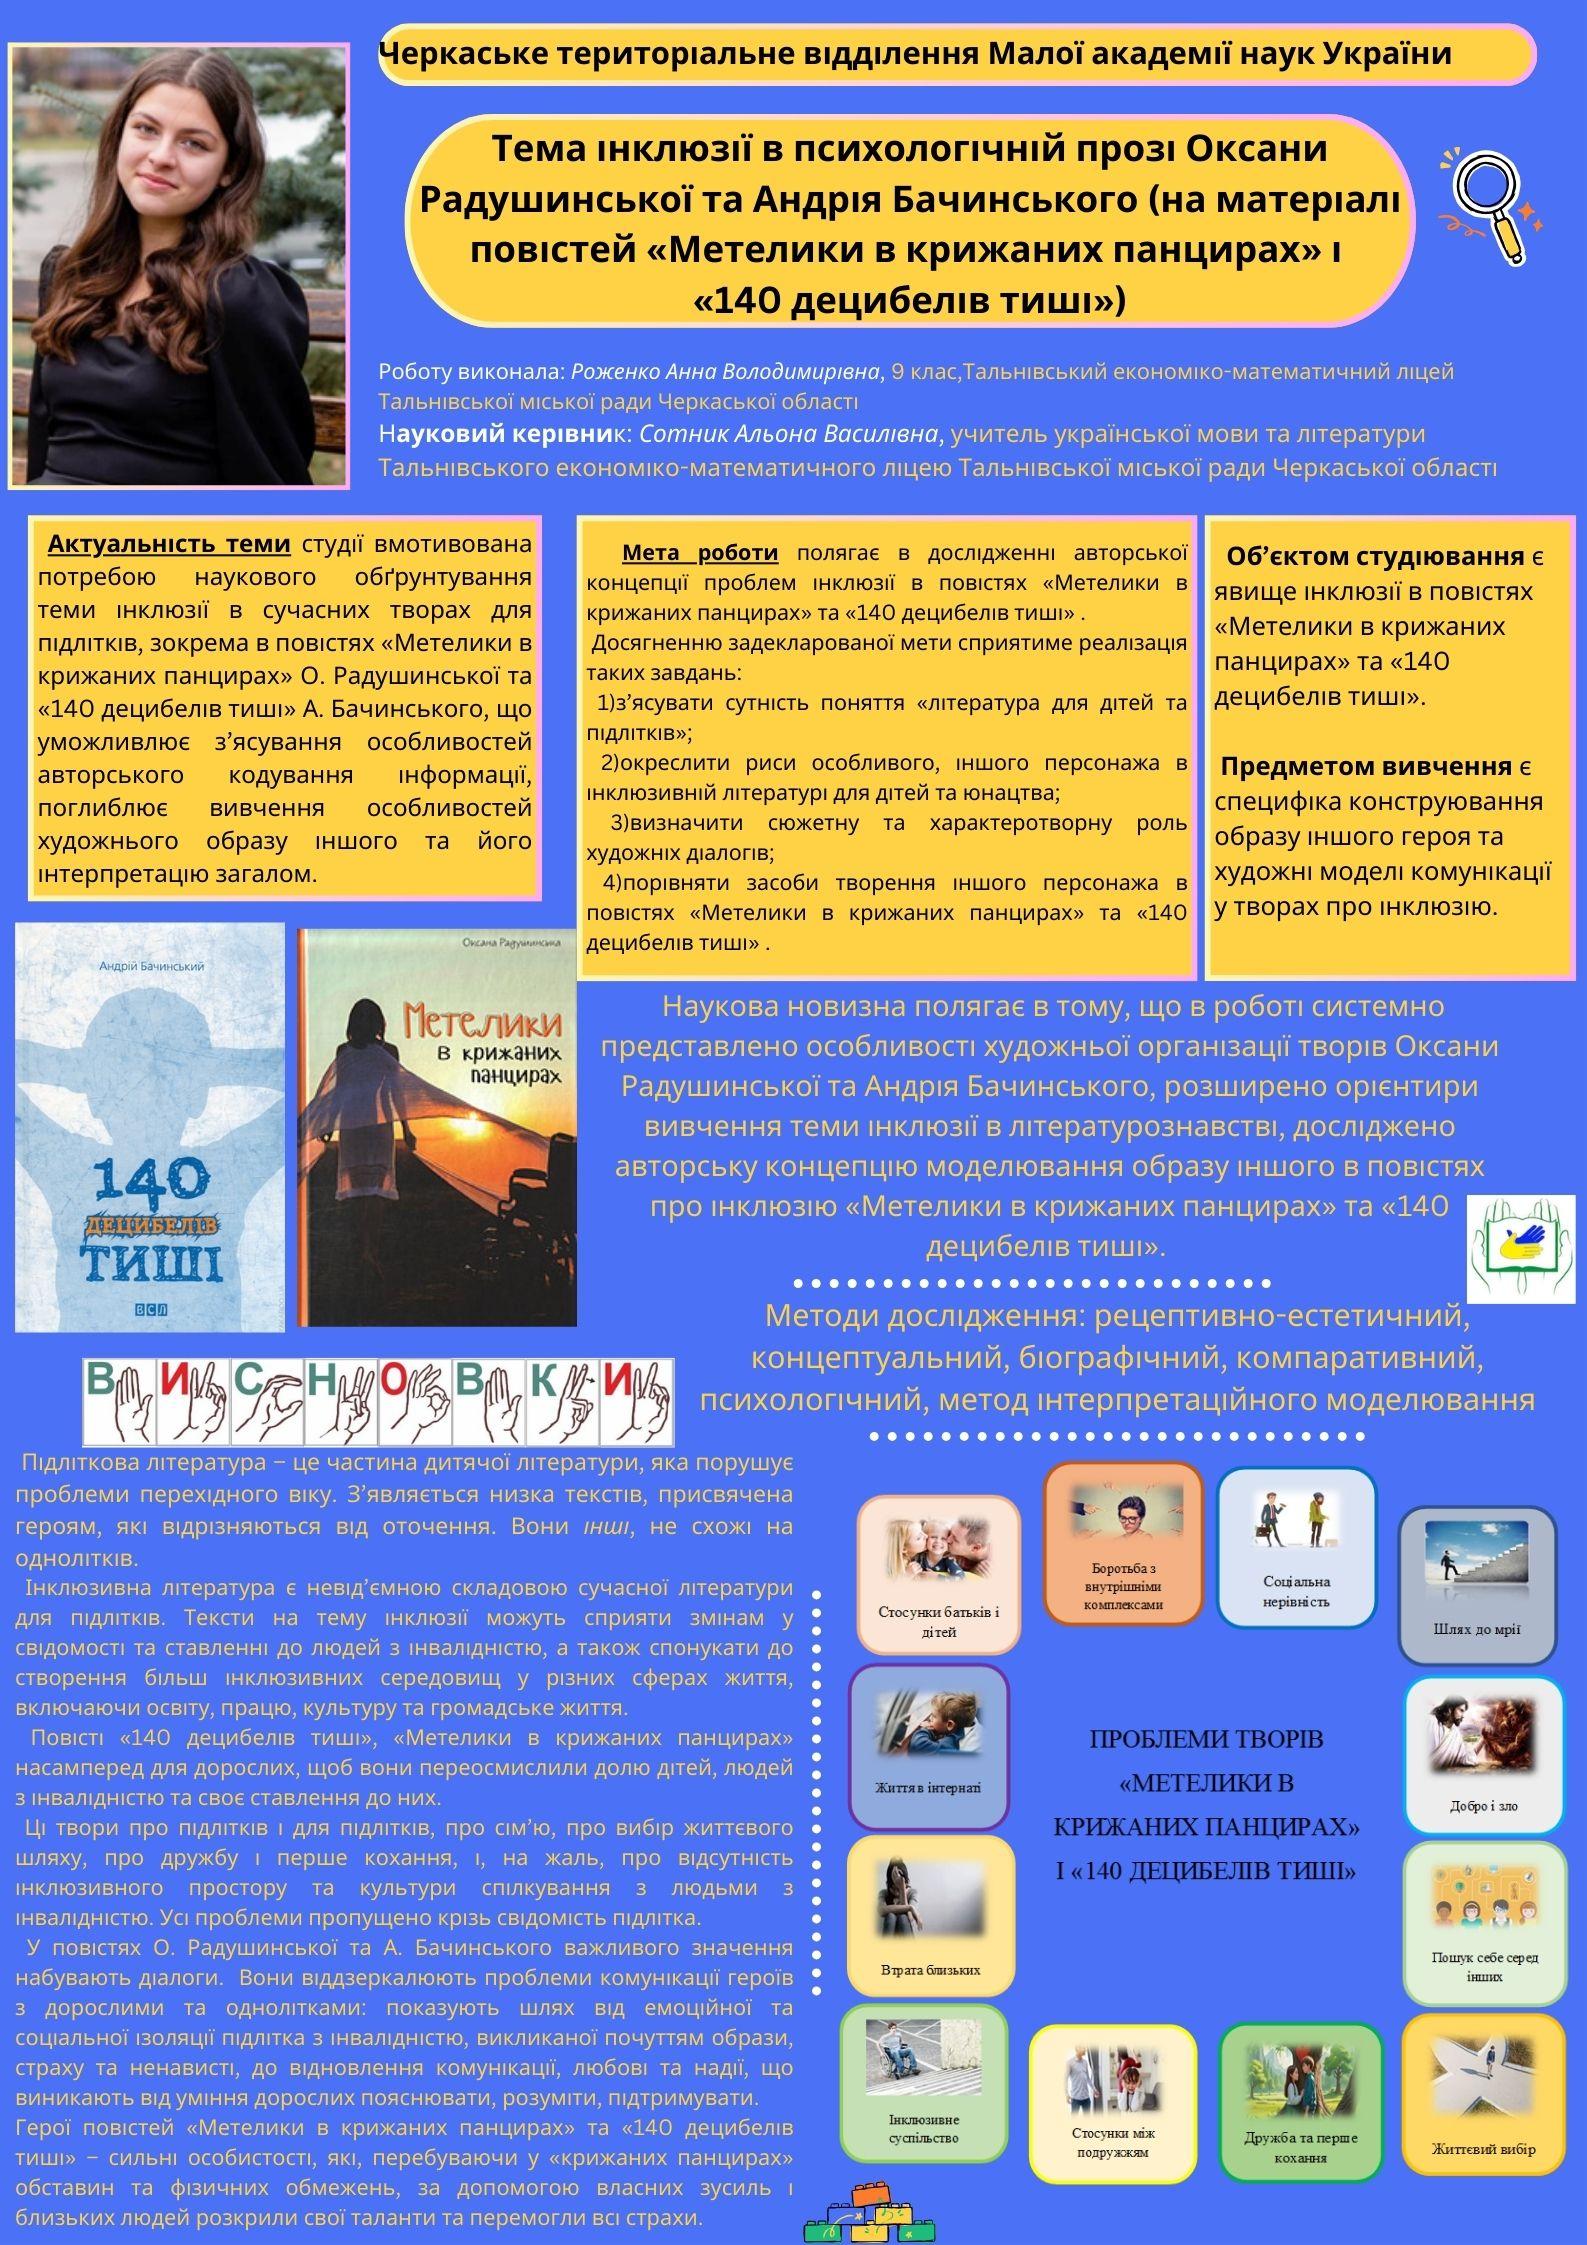 Черкаське територіальне відділення Малої академії наук України
Тема інклюзії в психологічній прозі Оксани
Радушинської та Андрія Бачинського (на матеріалі
повістей «Метелики в крижаних панцирах» і
«140 децибелів тиші»)
Роботу виконала: Роженко Анна Володимирівна, 9 клас,Тальнівський економіко-математичний ліцей
Тальнівської міської ради Черкаської області
Науковий керівник: Сотник Альона Василівна, учитель української мови та літератури
Тальнівського економіко-математичного ліцею Тальнівської міської ради Черкаської області
Актуальність теми студії вмотивована
потребою наукового обґрунтування
теми інклюзії в сучасних творах для
підлітків, зокрема в повістях «Метелики в
крижаних панцирах» О. Радушинської та
«140 децибелів тиші» А. Бачинського, що
уможливлює з’ясування особливостей
авторського кодування інформації,
поглиблює вивчення особливостей
художнього образу іншого та його
інтерпретацію загалом.
Мета роботи полягає в дослідженні авторської
концепції проблем інклюзії в повістях «Метелики в
крижаних панцирах» та «140 децибелів тиші» .
Досягненню задекларованої мети сприятиме реалізація
таких завдань:
1)з’ясувати сутність поняття «література для дітей та
підлітків»;
2)окреслити риси особливого, іншого персонажа в
інклюзивній літературі для дітей та юнацтва;
3)визначити сюжетну та характеротворну роль
художніх діалогів;
4)порівняти засоби творення іншого персонажа в
повістях «Метелики в крижаних панцирах» та «140
децибелів тиші» .
Об’єктом студіювання є
явище інклюзії в повістях
«Метелики в крижаних
панцирах» та «140
децибелів тиші».
Предметом вивчення є
специфіка конструювання
образу іншого героя та
художні моделі комунікації
у творах про інклюзію.
Андрій Бачинський
140
ДЕЦИБЕЛІВ
ТИШІ
ВСЛ
Оксана Радушинська
Метелики
в крижаних
панцирах
Наукова новизна полягає в тому, що в роботі системно
представлено особливості художньої організації творів Оксани
Радушинської та Андрія Бачинського, розширено орієнтири
вивчення теми інклюзії в літературознавстві, досліджено
авторську концепцію моделювання образу іншого в повістях
про інклюзію «Метелики в крижаних панцирах» та «140
децибелів тиші».
Методи дослідження: рецептивно-естетичний,
концептуальний, біографічний, компаративний,
психологічний, метод інтерпретаційного моделювання
ВИСНОВКИ
Підліткова література – це частина дитячої літератури, яка порушує
проблеми перехідного віку. З’являється низка текстів, присвячена
героям, які відрізняються від оточення. Вони інші, не схожі на
однолітків.
Інклюзивна література є невід’ємною складовою сучасної літератури
для підлітків. Тексти на тему інклюзії можуть сприяти змінам у
свідомості та ставленні до людей з інвалідністю, а також спонукати до
створення більш інклюзивних середовищ у різних сферах життя,
включаючи освіту, працю, культуру та громадське життя.
Повісті «140 децибелів тиші», «Метелики в крижаних панцирах»
насамперед для дорослих, щоб вони переосмислили долю дітей, людей
з інвалідністю та своє ставлення до них.
Ці твори про підлітків і для підлітків, про сім’ю, про вибір життєвого
шляху, про дружбу і перше кохання, і, на жаль, про відсутність
інклюзивного простору та культури спілкування з людьми з
інвалідністю. Усі проблеми пропущено крізь свідомість підлітка.
У повістях О. Радушинської та А. Бачинського важливого значення
набувають діалоги. Вони віддзеркалюють проблеми комунікації героїв
з дорослими та однолітками: показують шлях від емоційної та
соціальної ізоляції підлітка з інвалідністю, викликаної почуттям образи,
страху та ненависті, до відновлення комунікації, любові та надії, що
виникають від уміння дорослих пояснювати, розуміти, підтримувати.
Герої повістей «Метелики в крижаних панцирах» та «140 децибелів
тиші» – сильні особистості, які, перебуваючи у «крижаних панцирах»
обставин та фізичних обмежень, за допомогою власних зусиль і
близьких людей розкрили свої таланти та перемогли всі страхи.
Стосунки батьків і
дітей
Боротьба з
внутрішніми
комплексами
Соціальна
нерівність
Шлях до мрії
Життя в інтернаті
ПРОБЛЕМИ ТВОРІВ
«МЕТЕЛИКИ В
КРИЖАНИХ ПАНЦИРАХ»
І «140 ДЕЦИБЕЛІВ ТИШІ»
Добро і зло
Втрата близьких
Пошук себе серед
інших
Інклюзивне
суспільство
Стосунки між
подружжям
Дружба та перше
кохання
Життєвий вибір